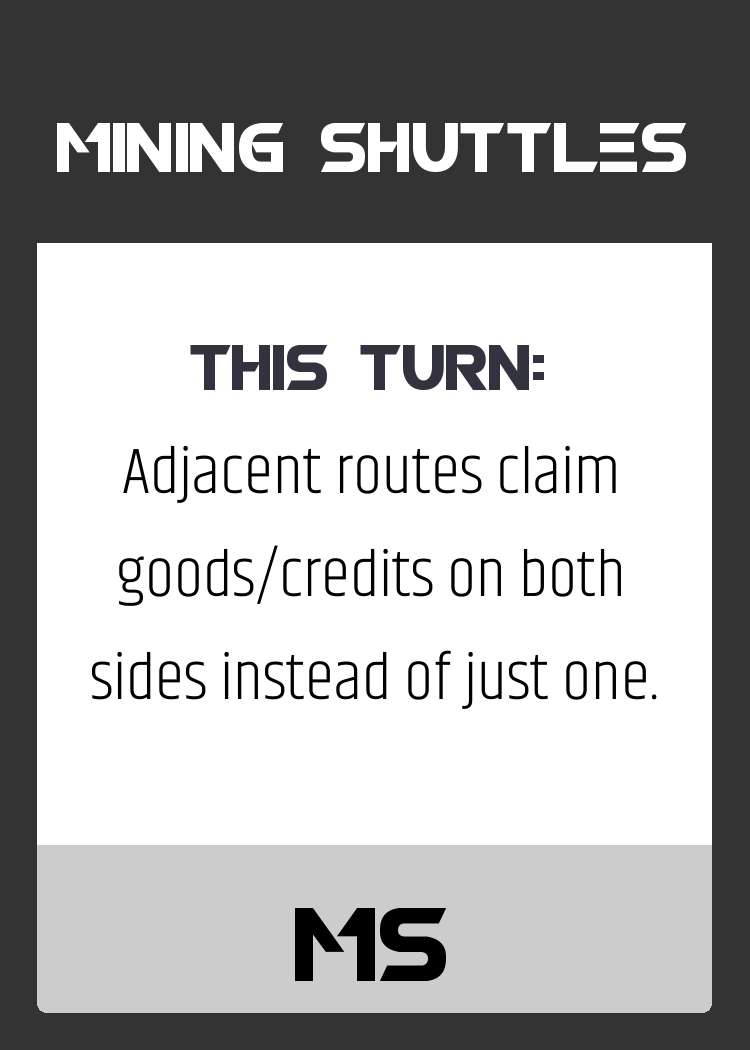 MINING SHUTTLES
THIS TURN:
Adjacent routes claim
goods/credits on both
sides instead of just one.
MS